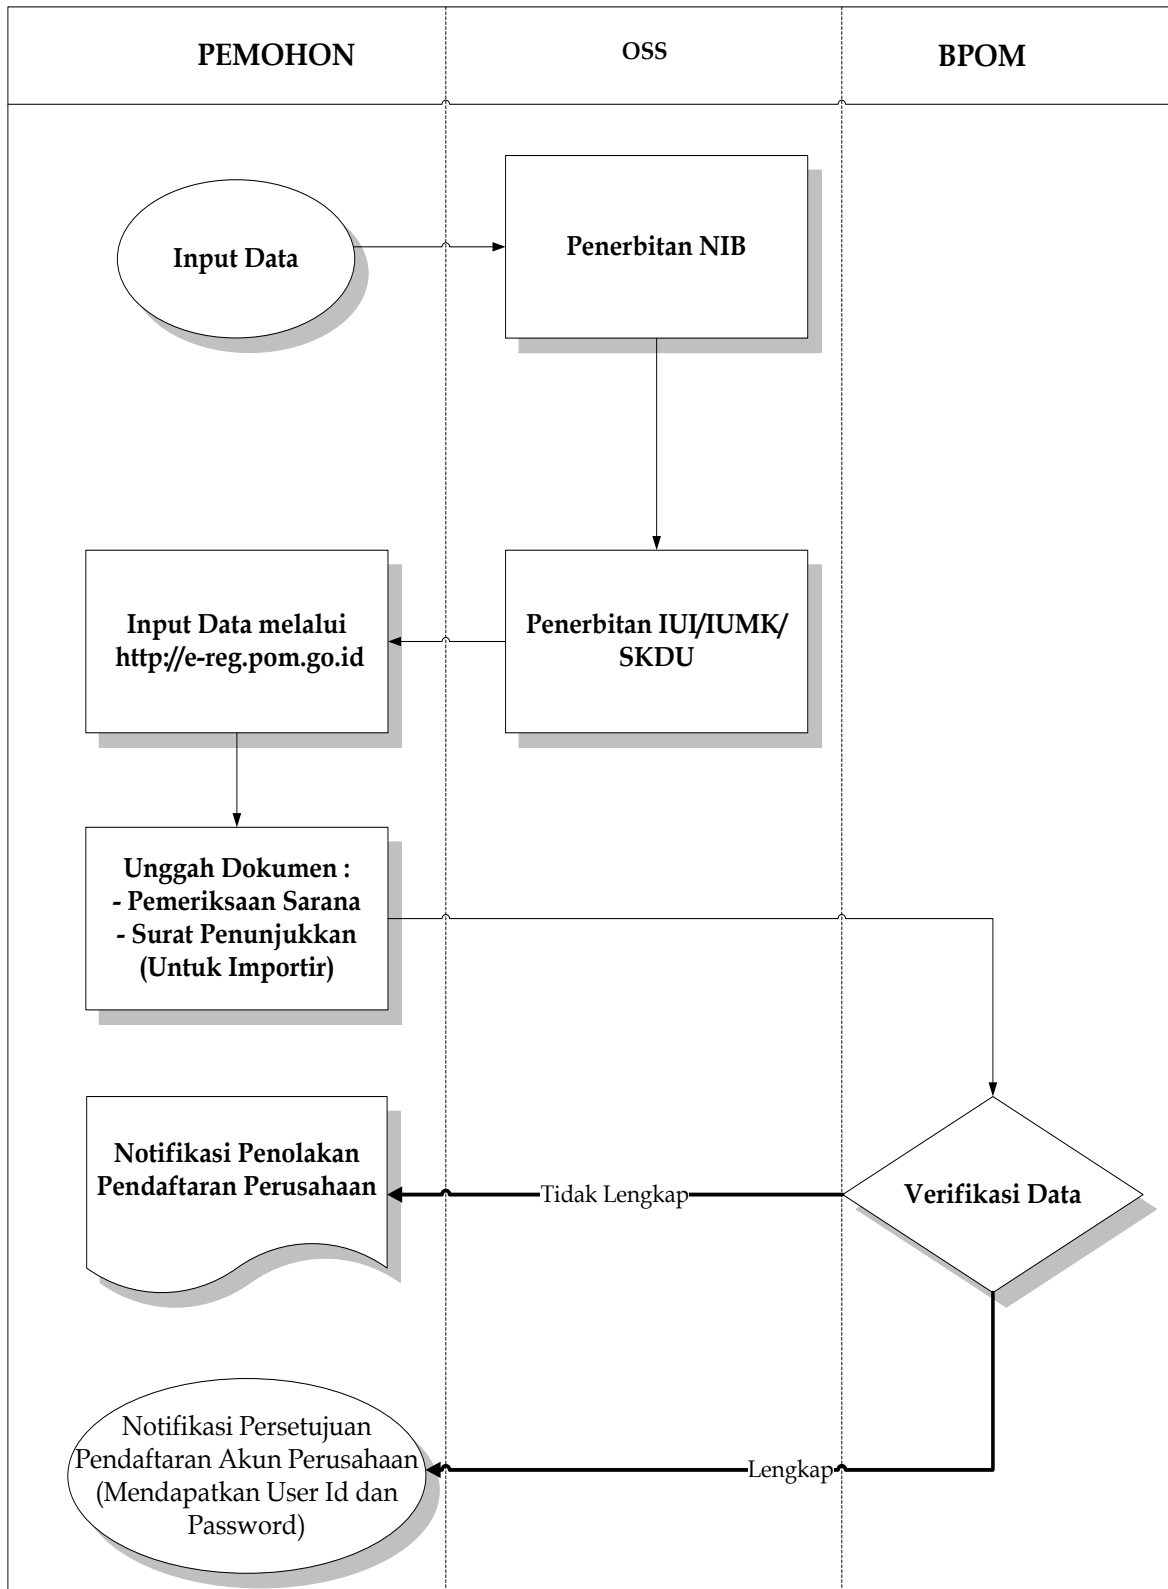 PEMOHON
OSS
BPOM
Input Data
Penerbitan NIB
Input Data melalui
http://e-reg.pom.go.id
Penerbitan IUI/IUMK/
SKDU
Unggah Dokumen :
- Pemeriksaan Sarana
- Surat Penunjukkan
(Untuk Importir)
Notifikasi Penolakan
Pendaftaran Perusahaan
Tidak Lengkap
Verifikasi Data
Notifikasi Persetujuan
Pendaftaran Akun Perusahaan
(Mendapatkan User Id dan
Password)
Lengkap